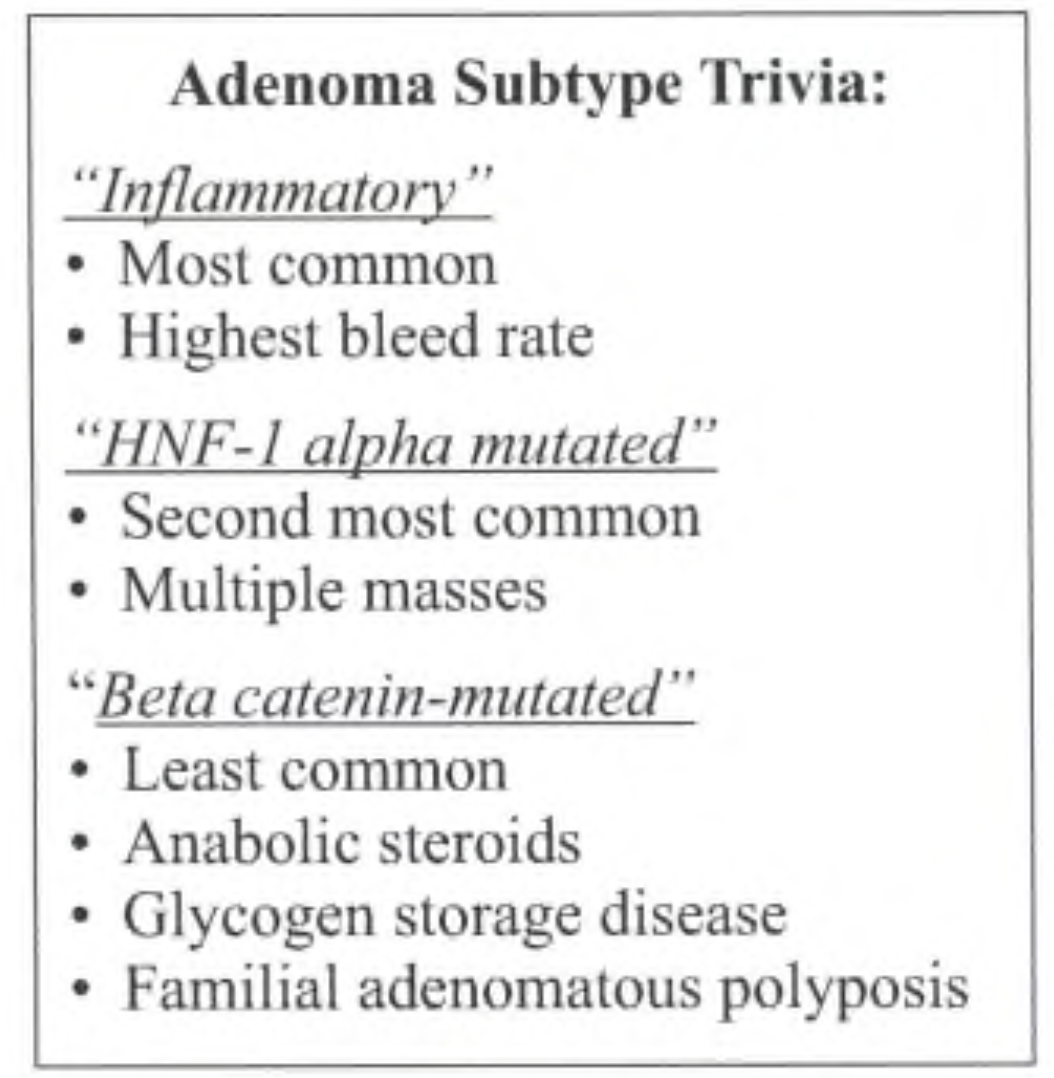 Adenoma Subtype Trivia:
“Inflammatory”
• Most common
• Highest bleed rate
“HNF-1 alpha mutated”
• Second most common
• Multiple masses
“Beta catenin-mutated”
• Least common
• Anabolic steroids
• Glycogen storage disease
• Familial adenomatous polyposis